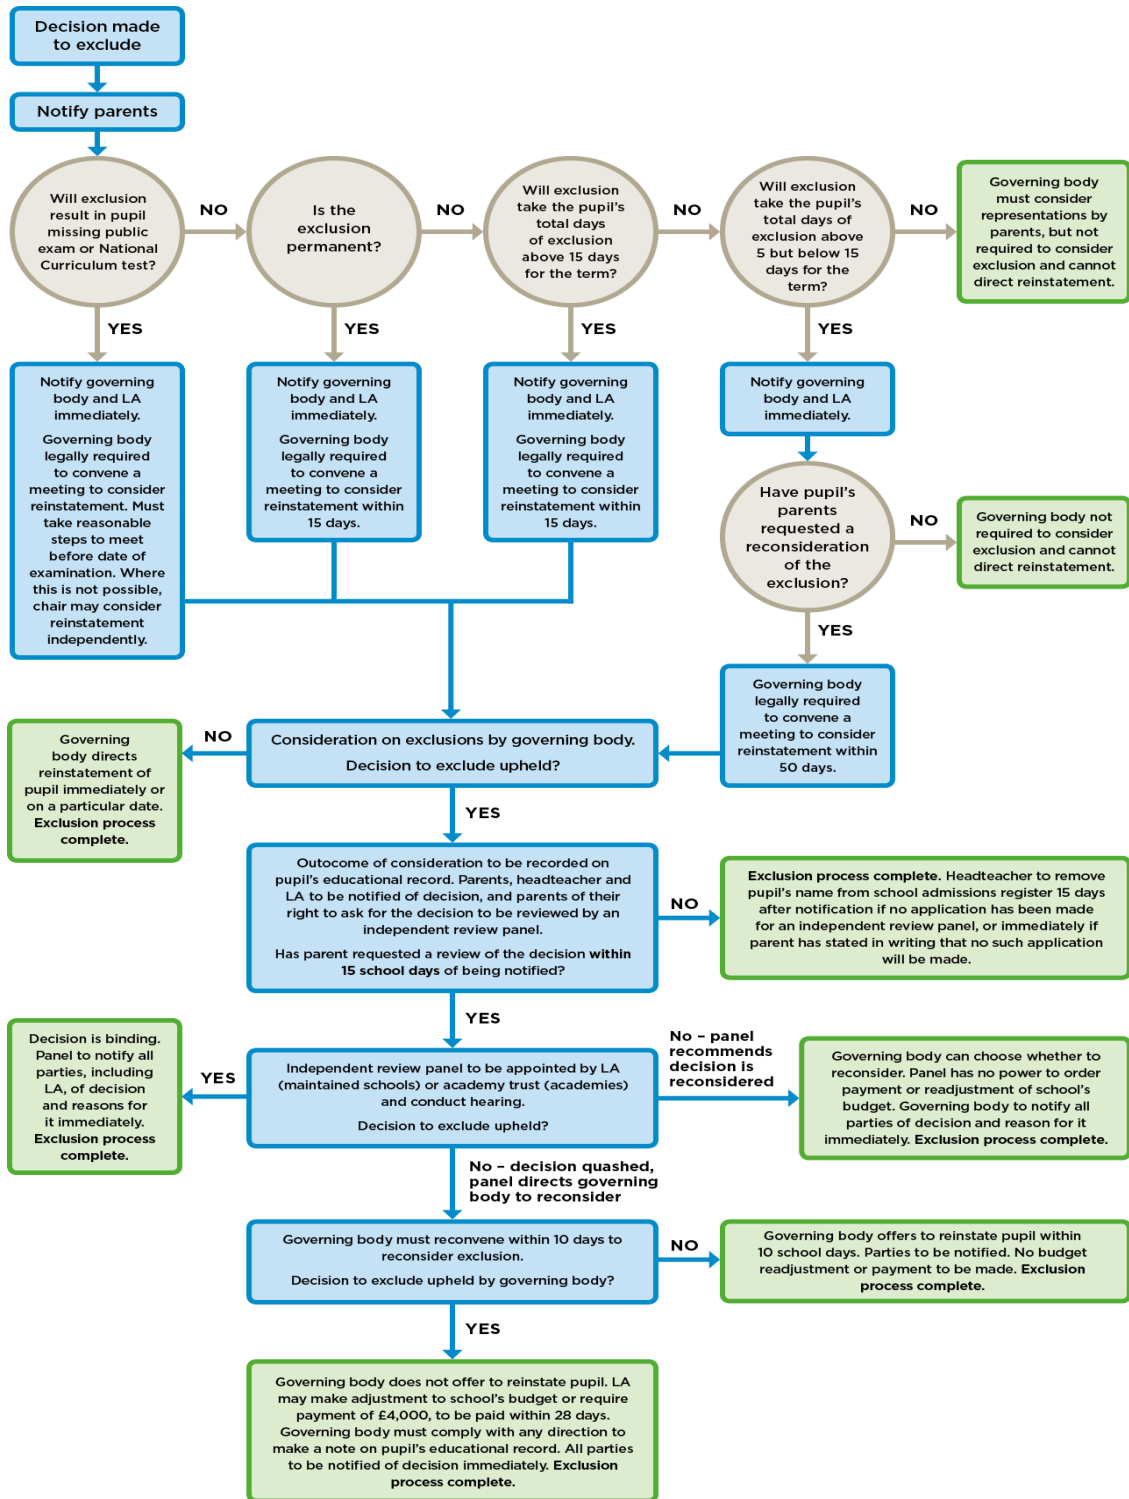 Decision made
to exclude
Notify parents
Will exclusion
result in pupil
missing public
exam or National
Curriculum test?
NO
Is the
exclusion
permanent?
NO
Will exclusion
take the pupil's
total days
of exclusion
above 15 days
for the term?
NO
Will exclusion
take the pupil's
total days of
exclusion above
5 but below 15
days for the
term?
NO
Governing body
must consider
representations by
parents, but not
required to consider
exclusion and cannot
direct reinstatement.
YES
YES
YES
YES
Notify governing
body and LA
immediately.
Governing body
legally required
to convene a
meeting to consider
reinstatement. Must
take reasonable
steps to meet
before date of
examination. Where
this is not possible,
chair may consider
reinstatement
independently.
Notify governing
body and LA
immediately.
Governing body
legally required
to convene a
meeting to consider
reinstatement within
15 days.
Notify governing
body and LA
immediately.
Governing body
legally required
to convene a
meeting to consider
reinstatement within
15 days.
Notify governing
body and LA
immediately.
Have pupil's
parents
requested a
reconsideration
of the
exclusion?
NO
Governing body not
required to consider
exclusion and cannot
direct reinstatement.
YES
Governing body
legally required
to convene a
meeting to consider
reinstatement within
50 days.
Consideration on exclusions by governing body.
Decision to exclude upheld?
NO
Governing
body directs
reinstatement of
pupil immediately or
on a particular date.
Exclusion process
complete.
YES
Outocome of consideration to be recorded on
pupil's educational record. Parents, headteacher and
LA to be notified of decision, and parents of their
right to ask for the decision to be reviewed by an
independent review panel.
Has parent requested a review of the decision within
15 school days of being notified?
NO
Exclusion process complete. Headteacher to remove
pupil's name from school admissions register 15 days
after notification if no application has been made
for an independent review panel, or immediately if
parent has stated in writing that no such application
will be made.
YES
Independent review panel to be appointed by LA
(maintained schools) or academy trust (academies)
and conduct hearing.
Decision to exclude upheld?
YES
Decision is binding.
Panel to notify all
parties, including
LA, of decision
and reasons for
it immediately.
Exclusion process
complete.
No – panel
recommends
decision is
reconsidered
Governing body can choose whether to
reconsider. Panel has no power to order
payment or readjustment of school's
budget. Governing body to notify all
parties of decision and reason for it
immediately. Exclusion process complete.
No – decision quashed,
panel directs governing
body to reconsider
Governing body must reconvene within 10 days to
reconsider exclusion.
Decision to exclude upheld by governing body?
NO
Governing body offers to reinstate pupil within
10 school days. Parties to be notified. No budget
readjustment or payment to be made. Exclusion
process complete.
YES
Governing body does not offer to reinstate pupil. LA
may make adjustment to school's budget or require
payment of £4,000, to be paid within 28 days.
Governing body must comply with any direction to
make a note on pupil's educational record. All parties
to be notified of decision immediately. Exclusion
process complete.